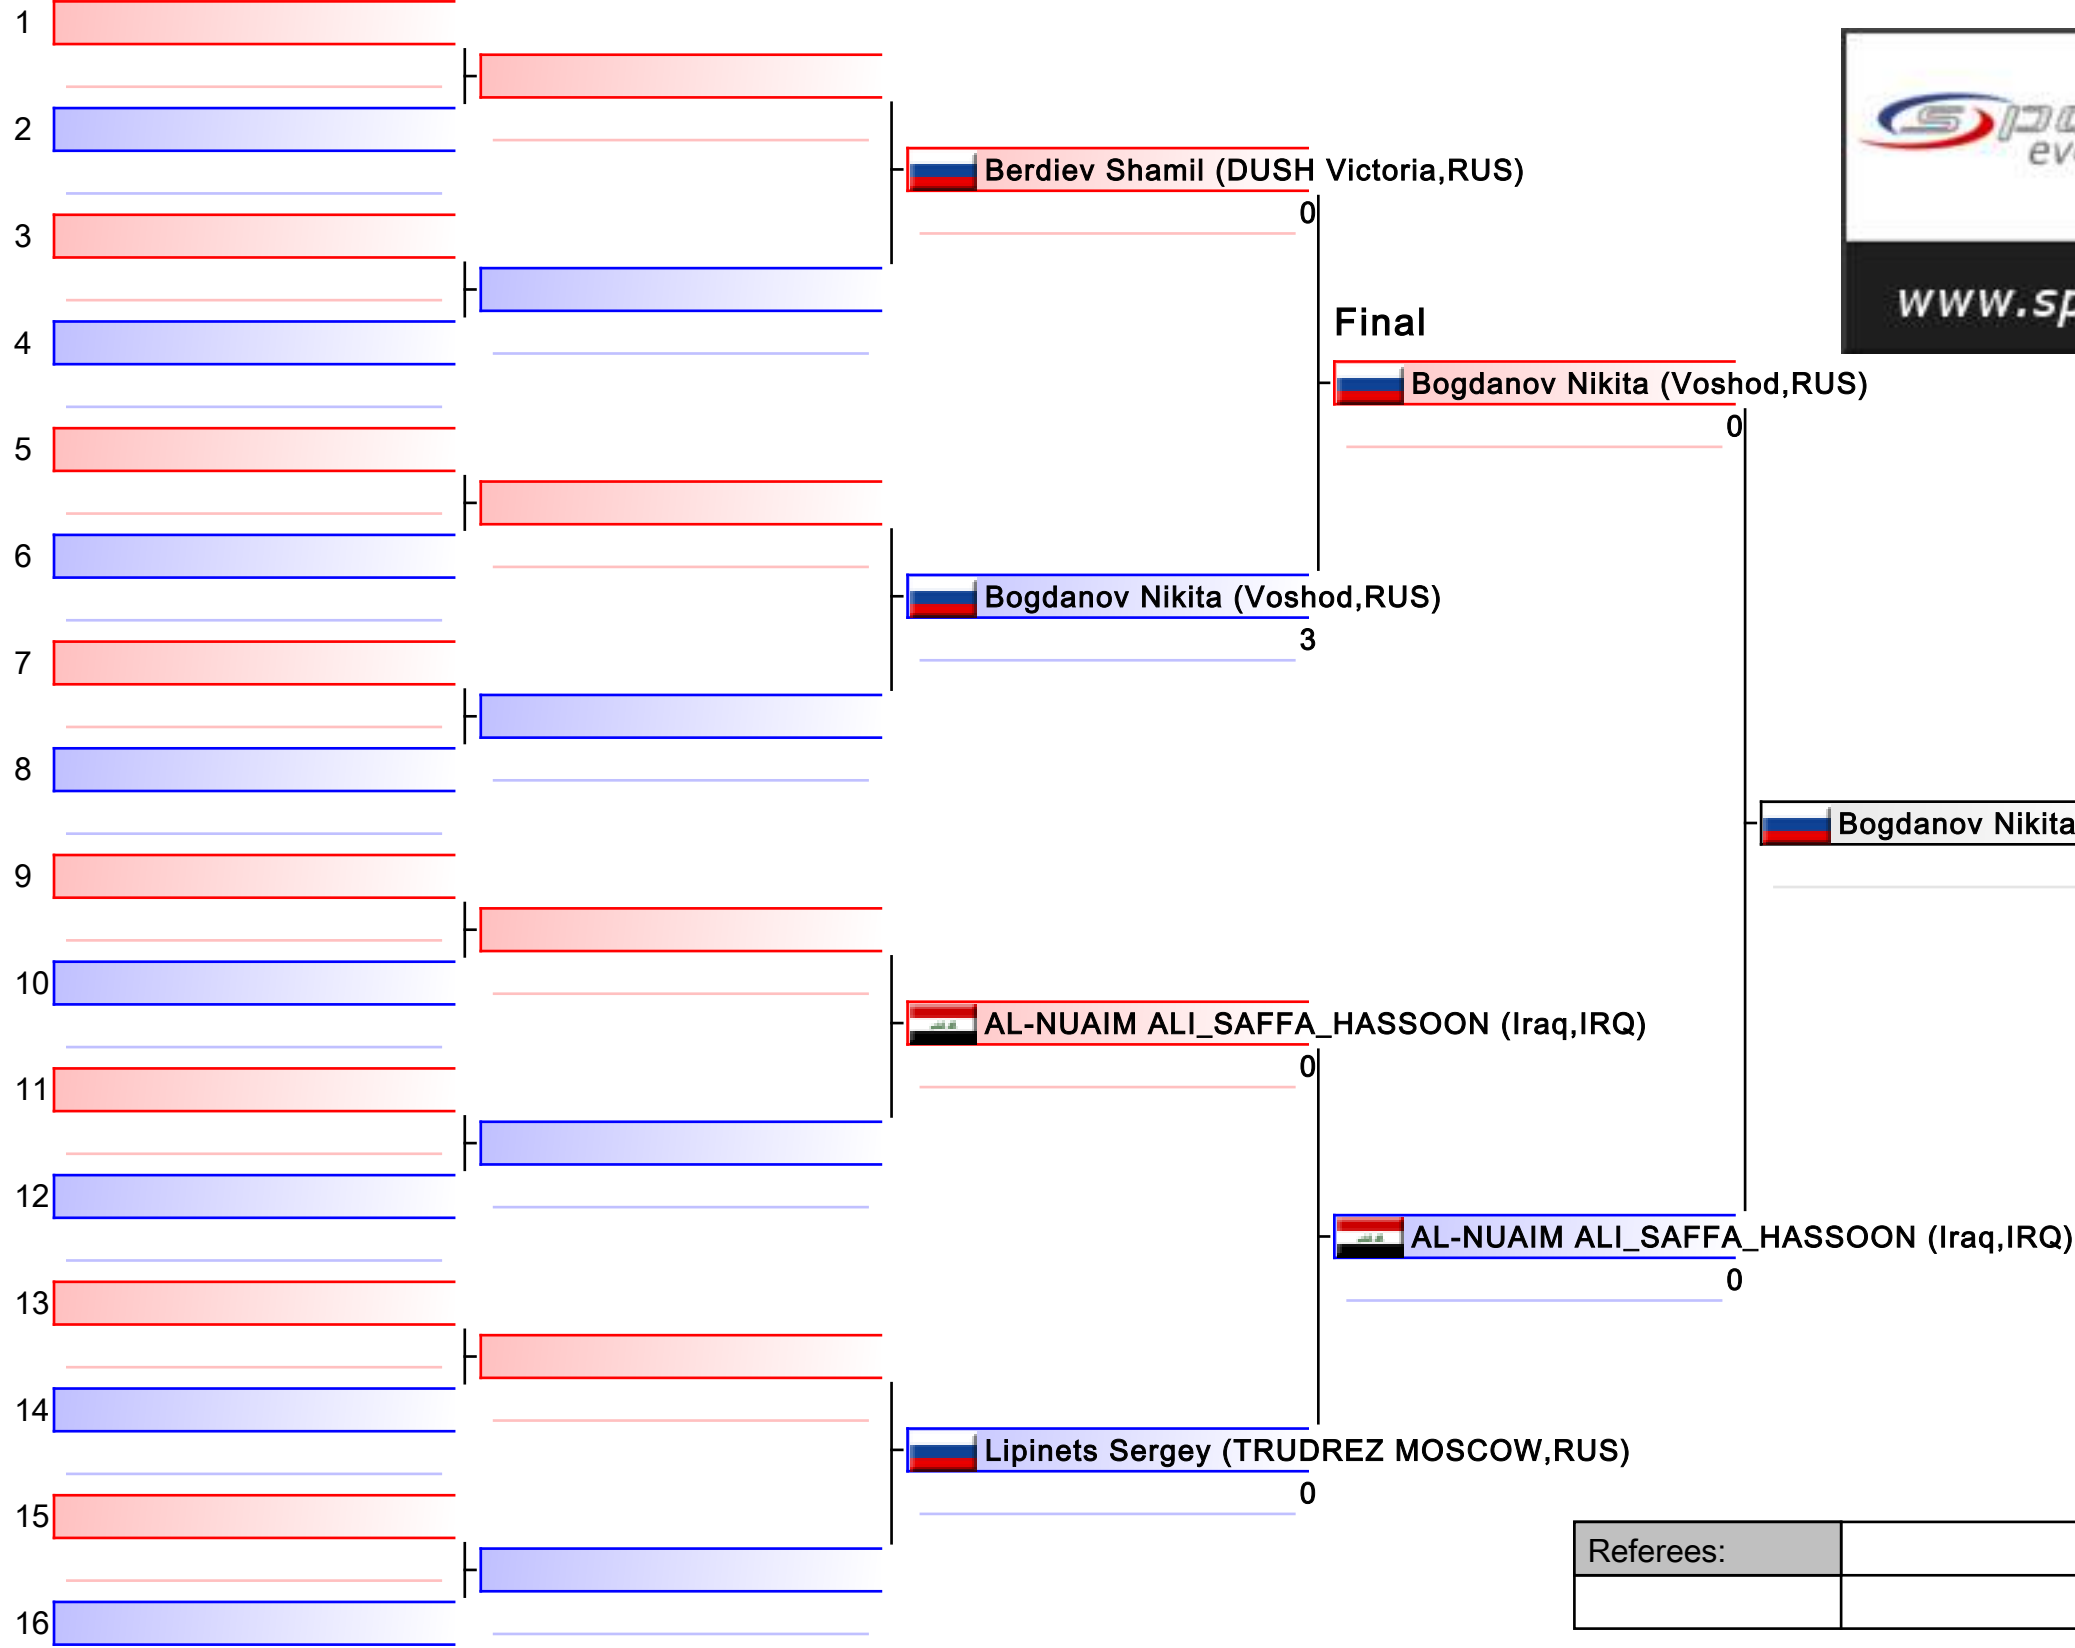 1
2
Berdiev Shamil (DUSH Victoria,RUS)
0
3
Final
www.sp
4
Bogdanov Nikita (Voshod,RUS)
0
5
6
Bogdanov Nikita (Voshod,RUS)
3
7
8
Bogdanov Nikita
9
10
AL-NUAIM ALI_SAFFA_HASSOON (Iraq,IRQ)
0
11
12
AL-NUAIM ALI_SAFFA_HASSOON (Iraq,IRQ)
0
13
14
Lipinets Sergey (TRUDREZ MOSCOW,RUS)
0
15
Referees:
16